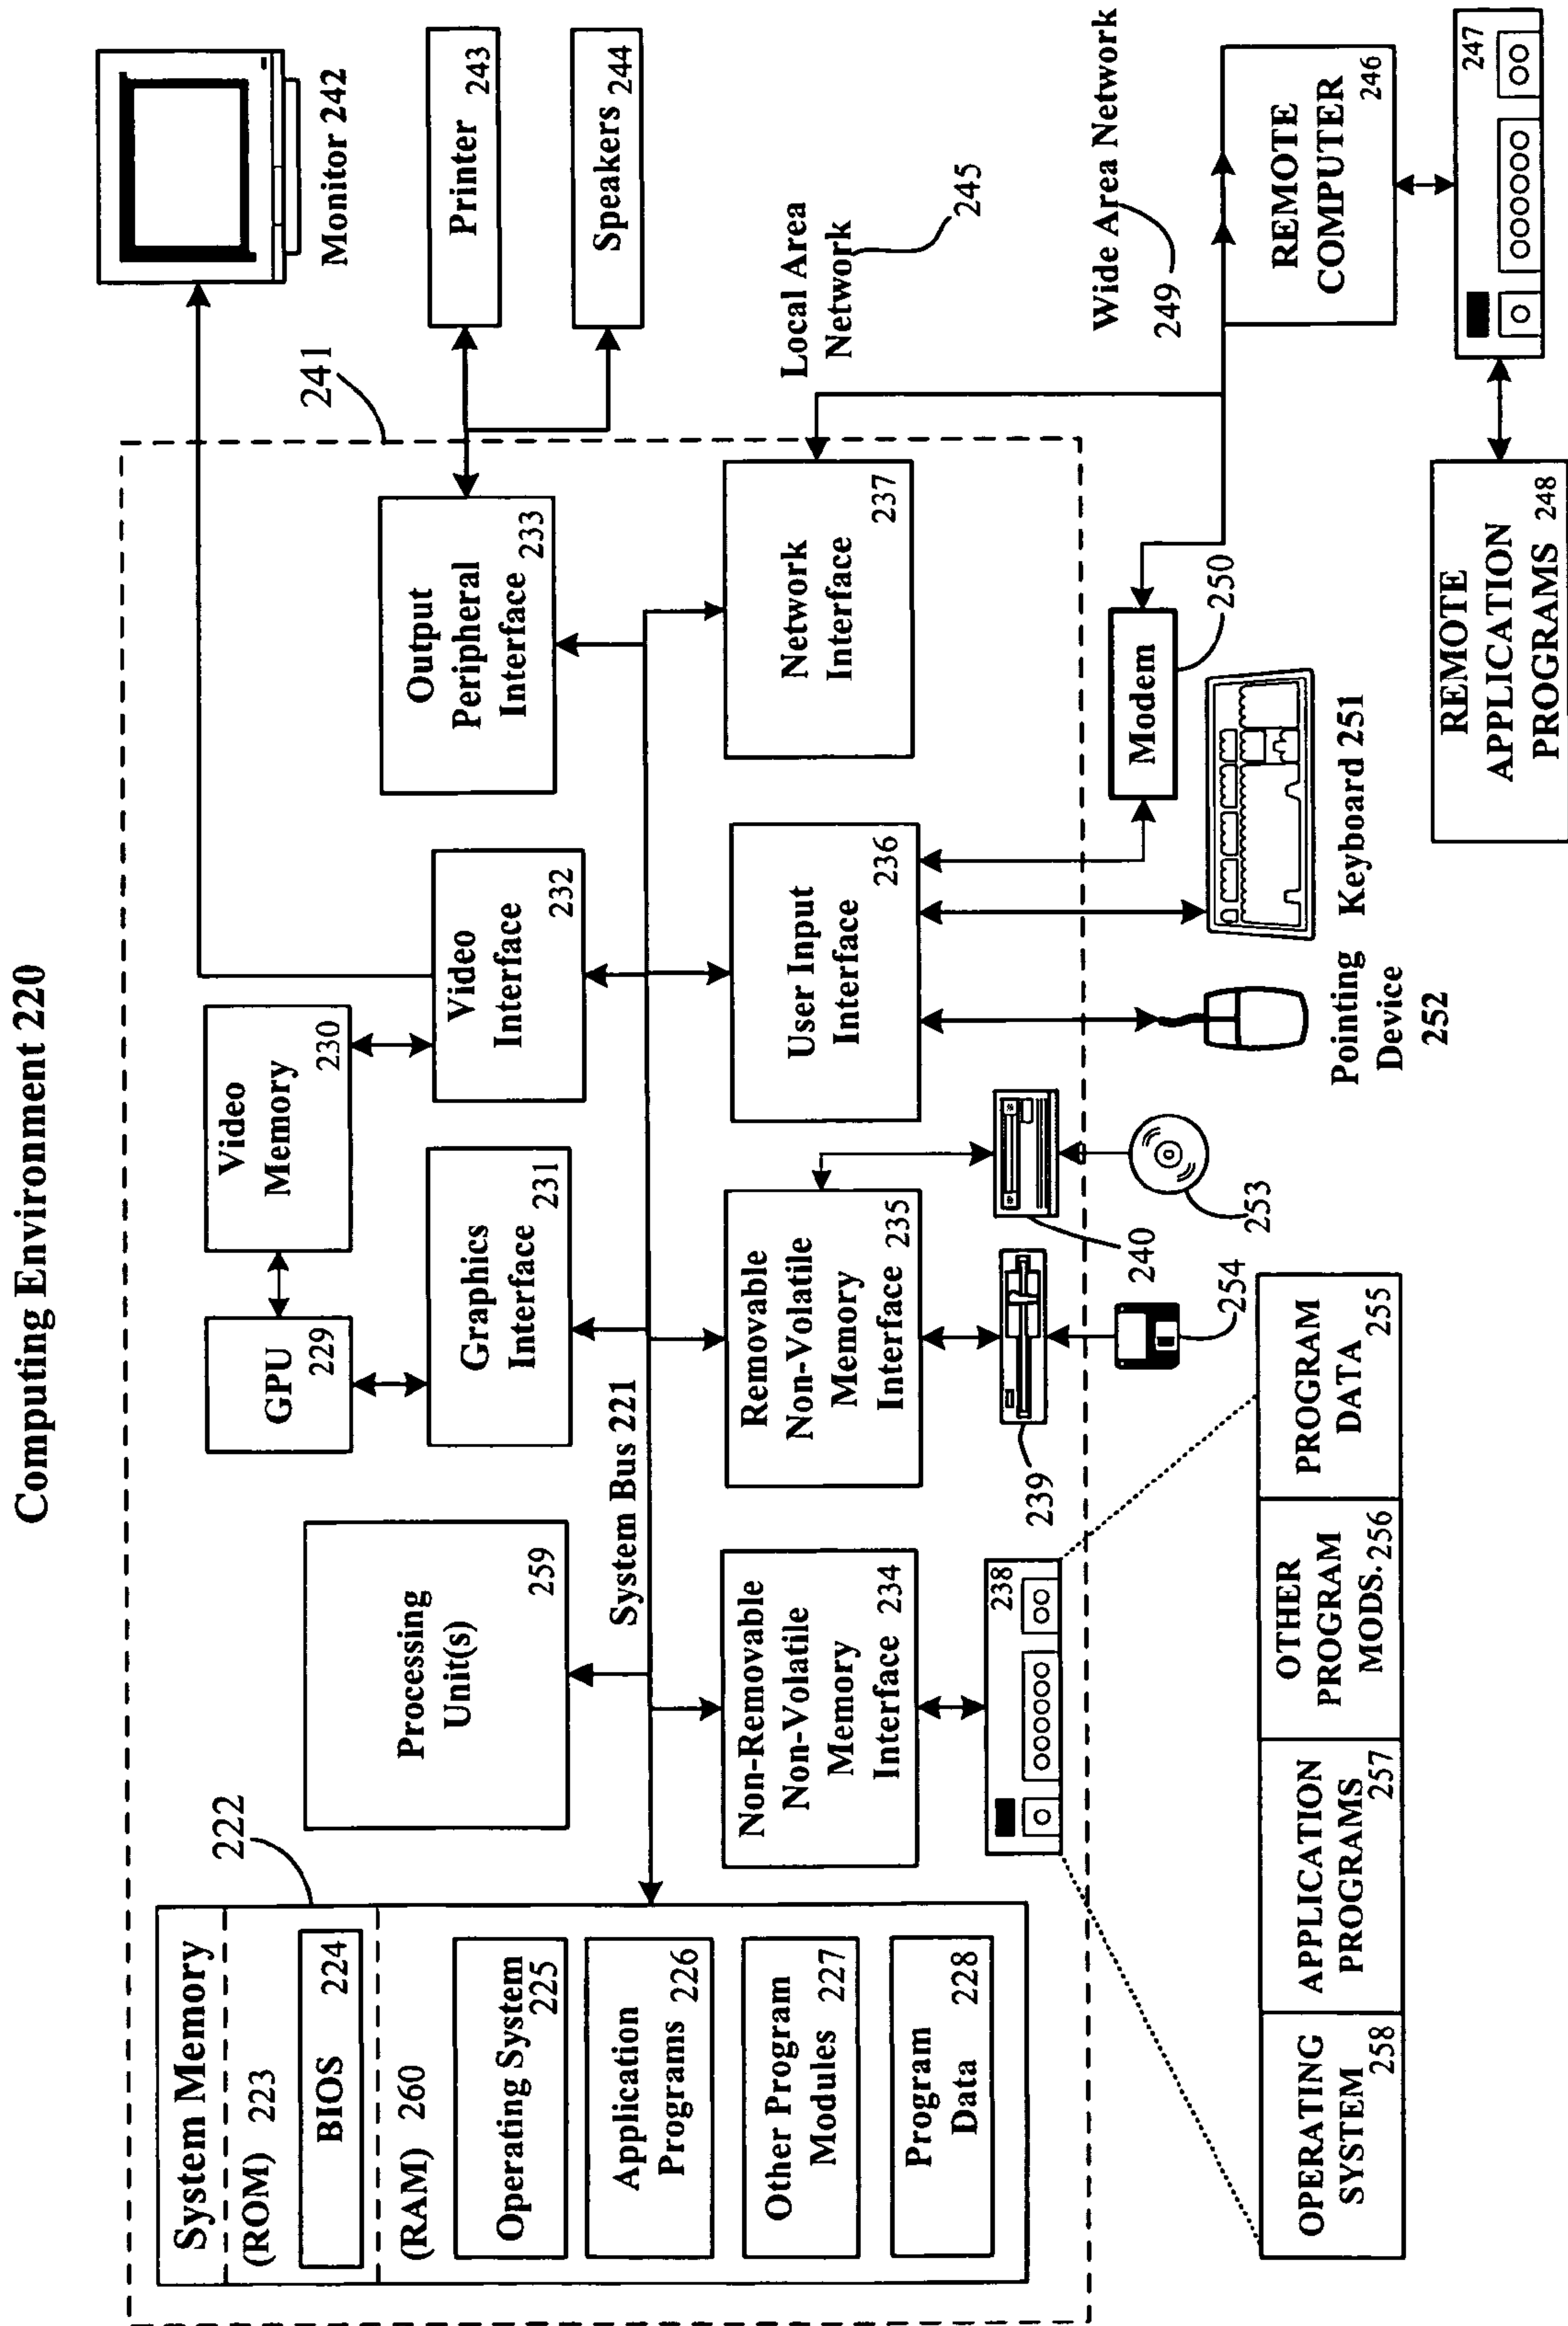 Computing Environment 220
222
System Memory
(ROM) 223
BIOS 224
(RAM) 260
Operating System
225
Application
Programs 226
Other Program
Modules 227
Program
Data 228
Processing
Unit(s)
259
System Bus 221
GPU
229
Video
Memory
230
Graphics
Interface
231
Video
Interface
232
Output
Peripheral
Interface 233
241
Monitor 242
Printer
243
Speakers 244
Non-Removable
Non-Volatile
Memory
Interface 234
Removable
Non-Volatile
Memory
Interface 235
User Input
Interface
236
Network
Interface
237
Local Area
Network
245
238
239
240
254
253
Pointing
Device
252
Keyboard 251
Modem
250
Wide Area Network
249
REMOTE
COMPUTER
246
247
REMOTE
APPLICATION
PROGRAMS 248
OPERATING
SYSTEM
258
APPLICATION
PROGRAMS
257
OTHER
PROGRAM
MODS. 256
PROGRAM
DATA
255